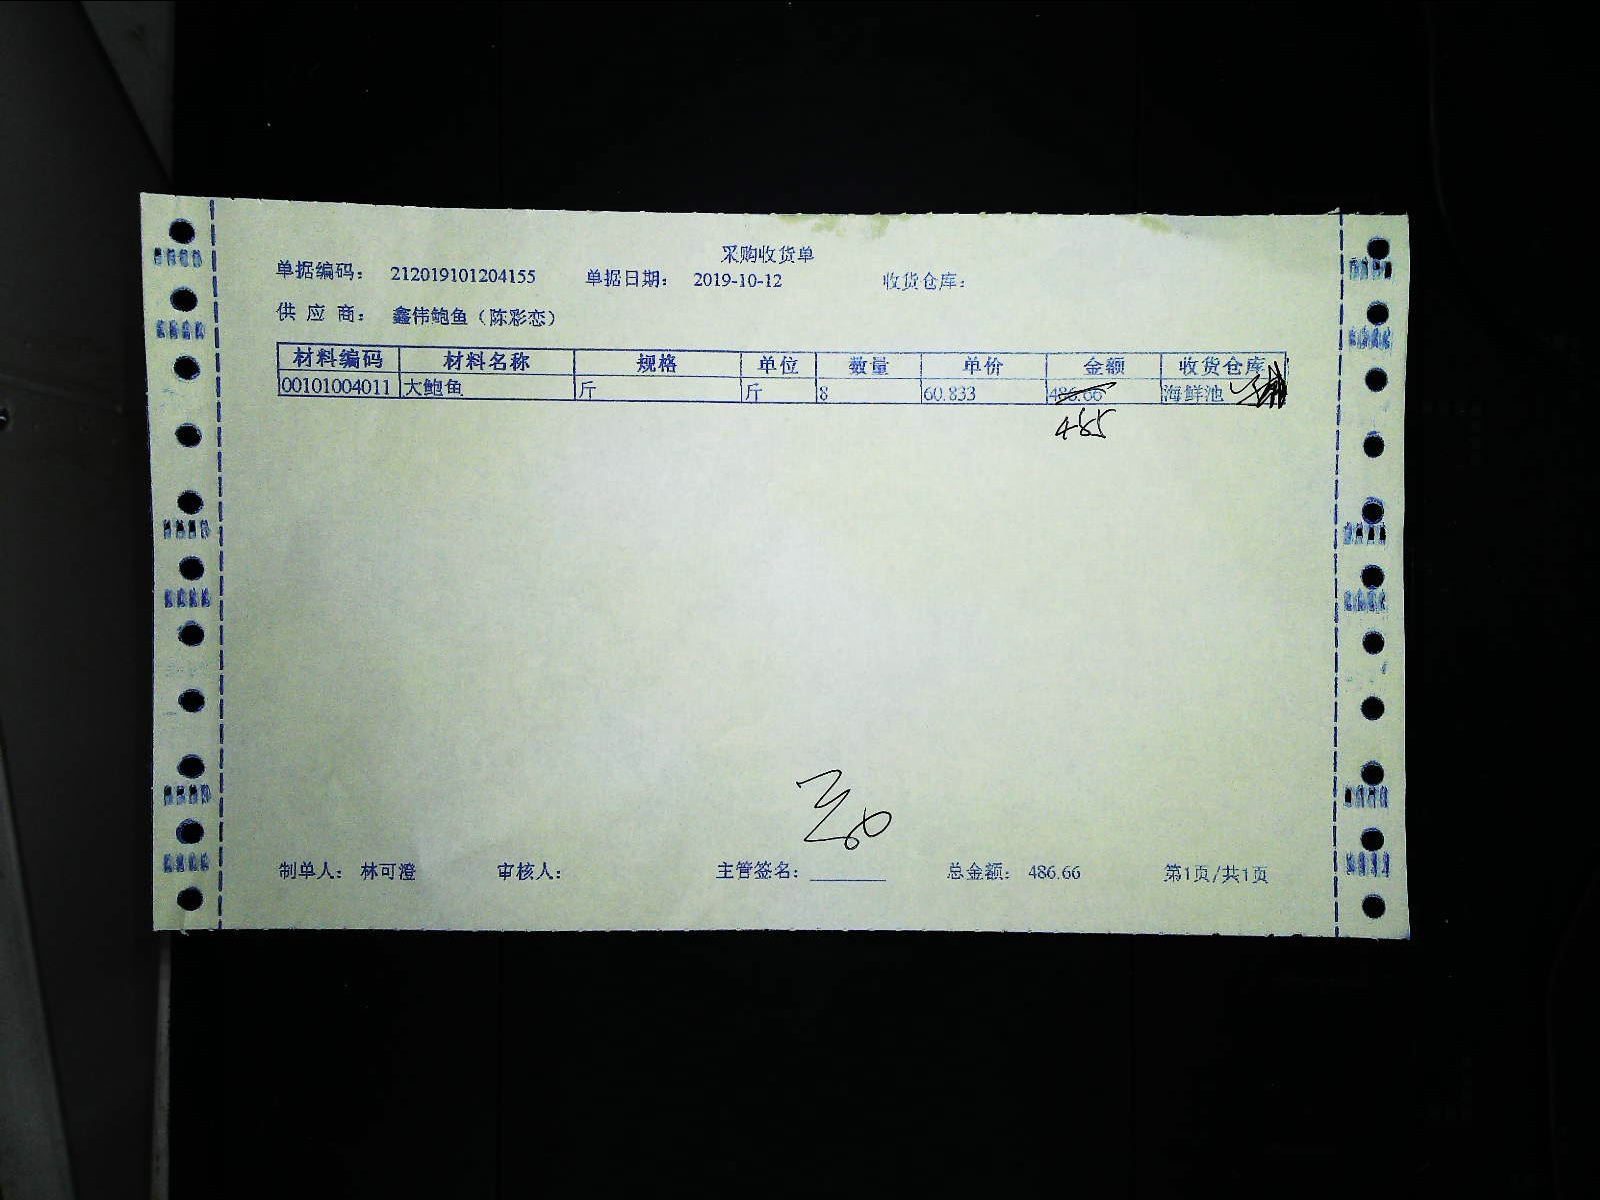 采购收货单
单据编码： 212019101204155 单据日期： 2019-10-12 收货仓库：
供 应 商： 鑫伟鲍鱼（陈彩恋）
材料编码 材料名称 规格 单位 数量 单价 金额 收货仓库
00101004011 大鲍鱼 斤 斤 8 60.833 486.66 海鲜池
485
制单人： 林可澄 审核人： 主管签名： 总金额： 486.66 第1页/共1页